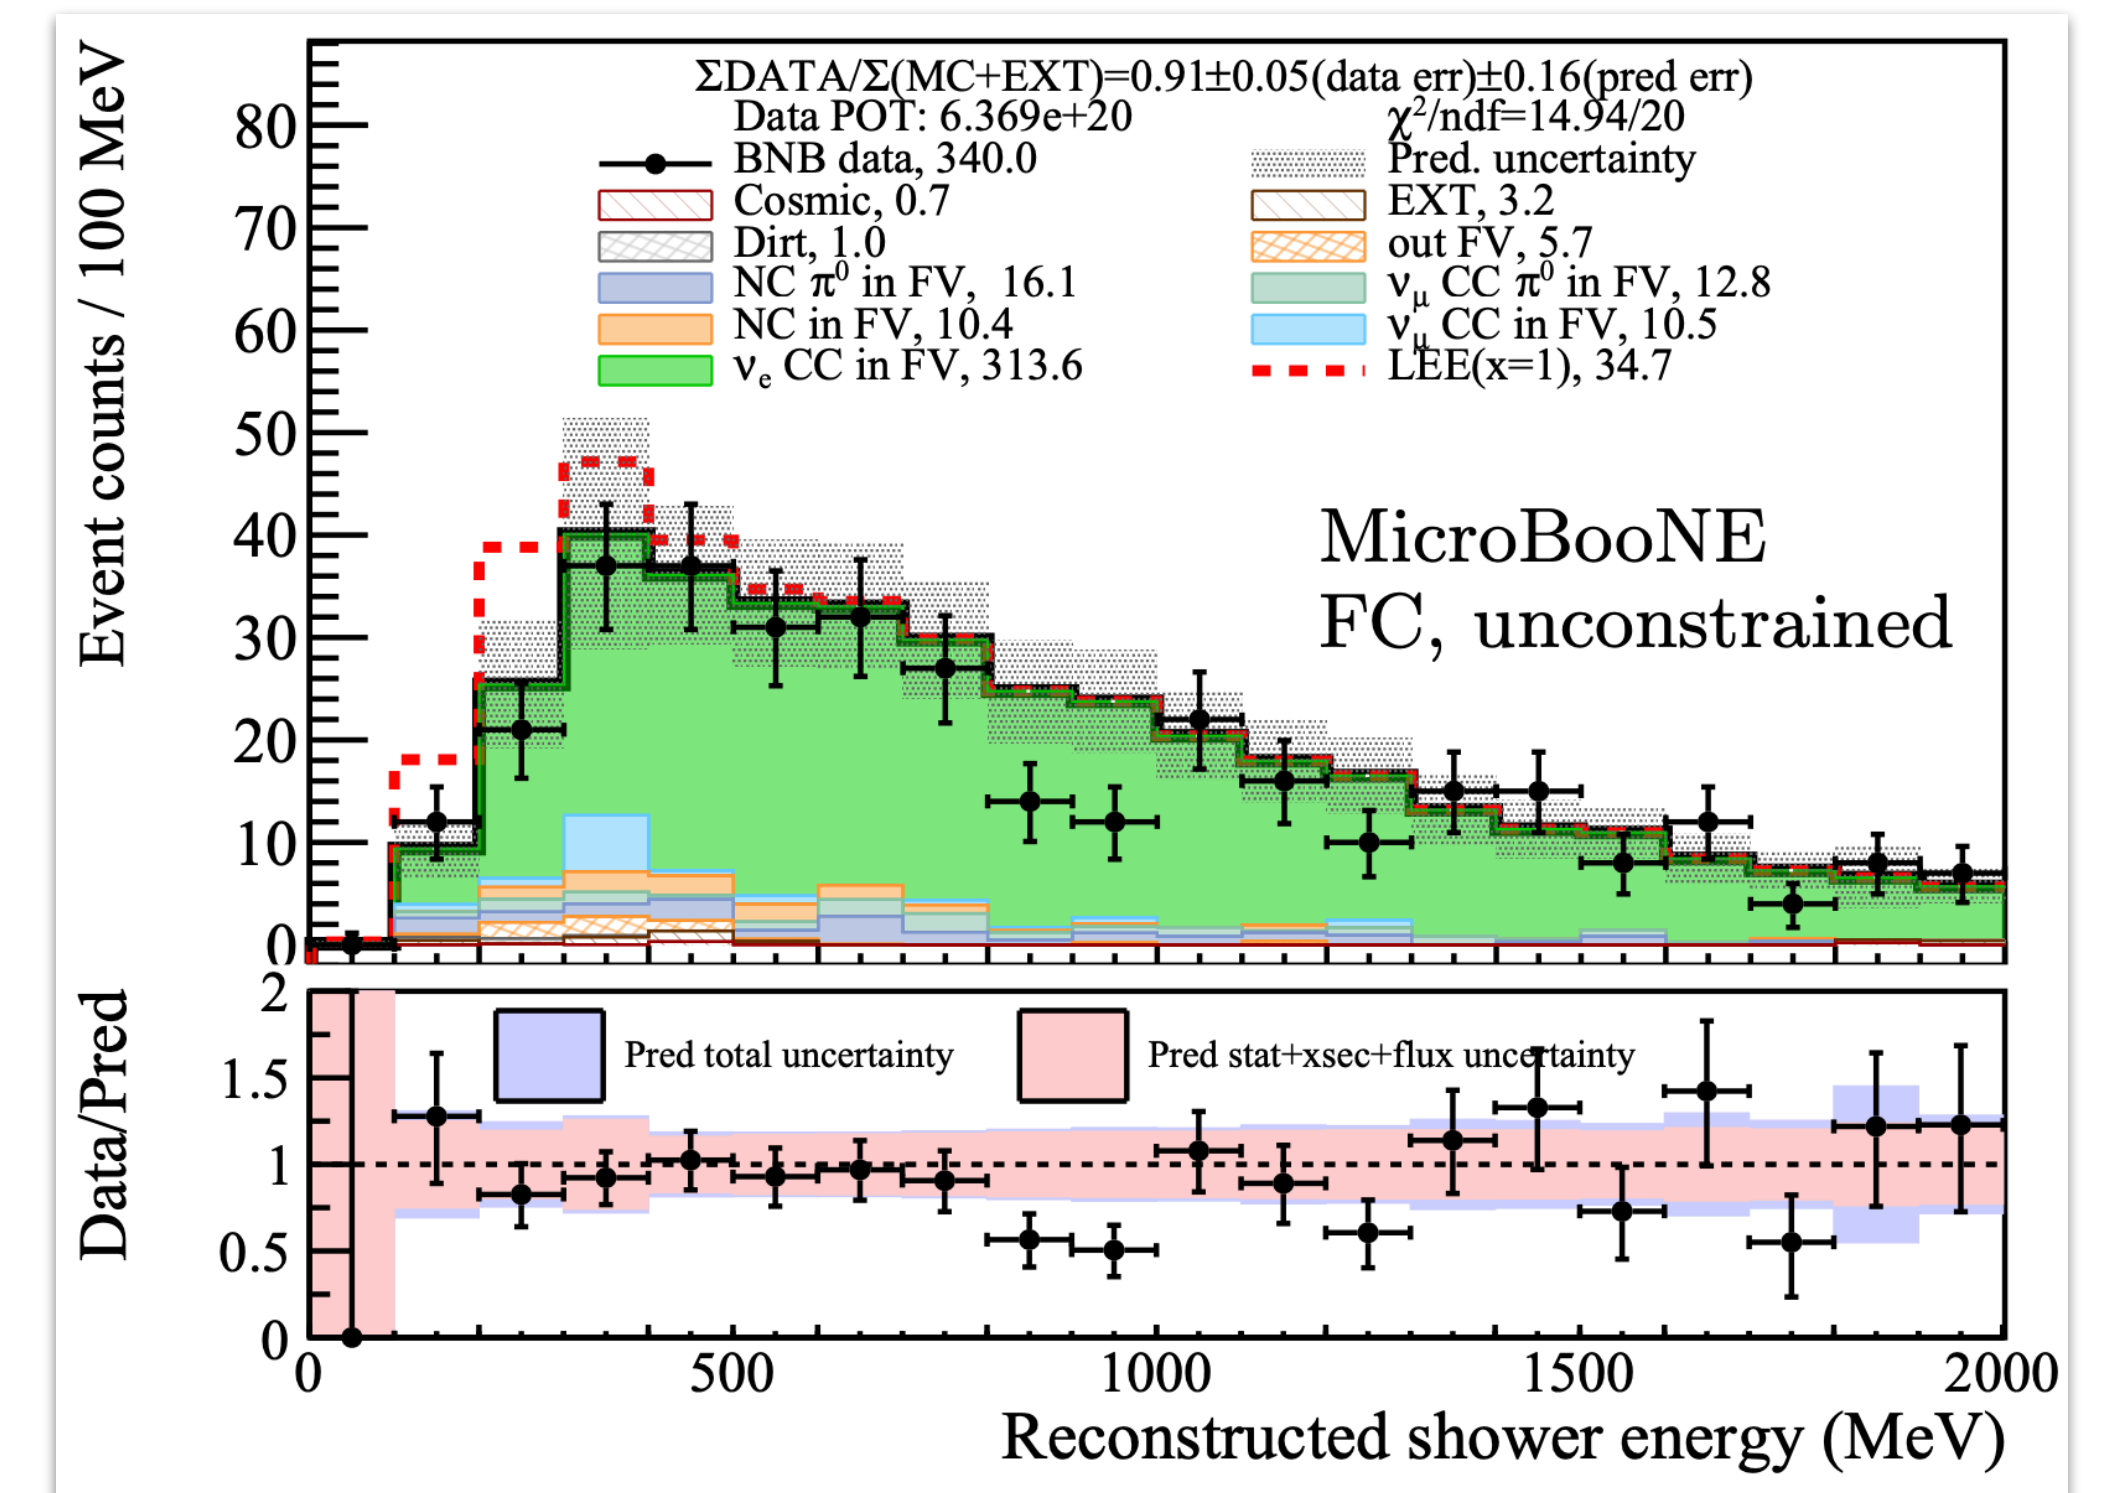 ΣDATA/Σ(MC+EXT)=0.91±0.05(data err)±0.16(pred err)
Data POT: 6.369e+20
χ²/ndf=14.94/20
BNB data, 340.0
Pred. uncertainty
Cosmic, 0.7
EXT, 3.2
Dirt, 1.0
out FV, 5.7
NC π⁰ in FV, 16.1
νμ CC π⁰ in FV, 12.8
NC in FV, 10.4
νμ CC in FV, 10.5
νe CC in FV, 313.6
LEE(x=1), 34.7
MicroBooNE
FC, unconstrained
Event counts / 100 MeV
80
70
60
50
40
30
20
10
0
Pred total uncertainty
Pred stat+xsec+flux uncertainty
Data/Pred
2
1.5
1
0.5
0
0 500 1000 1500 2000
Reconstructed shower energy (MeV)